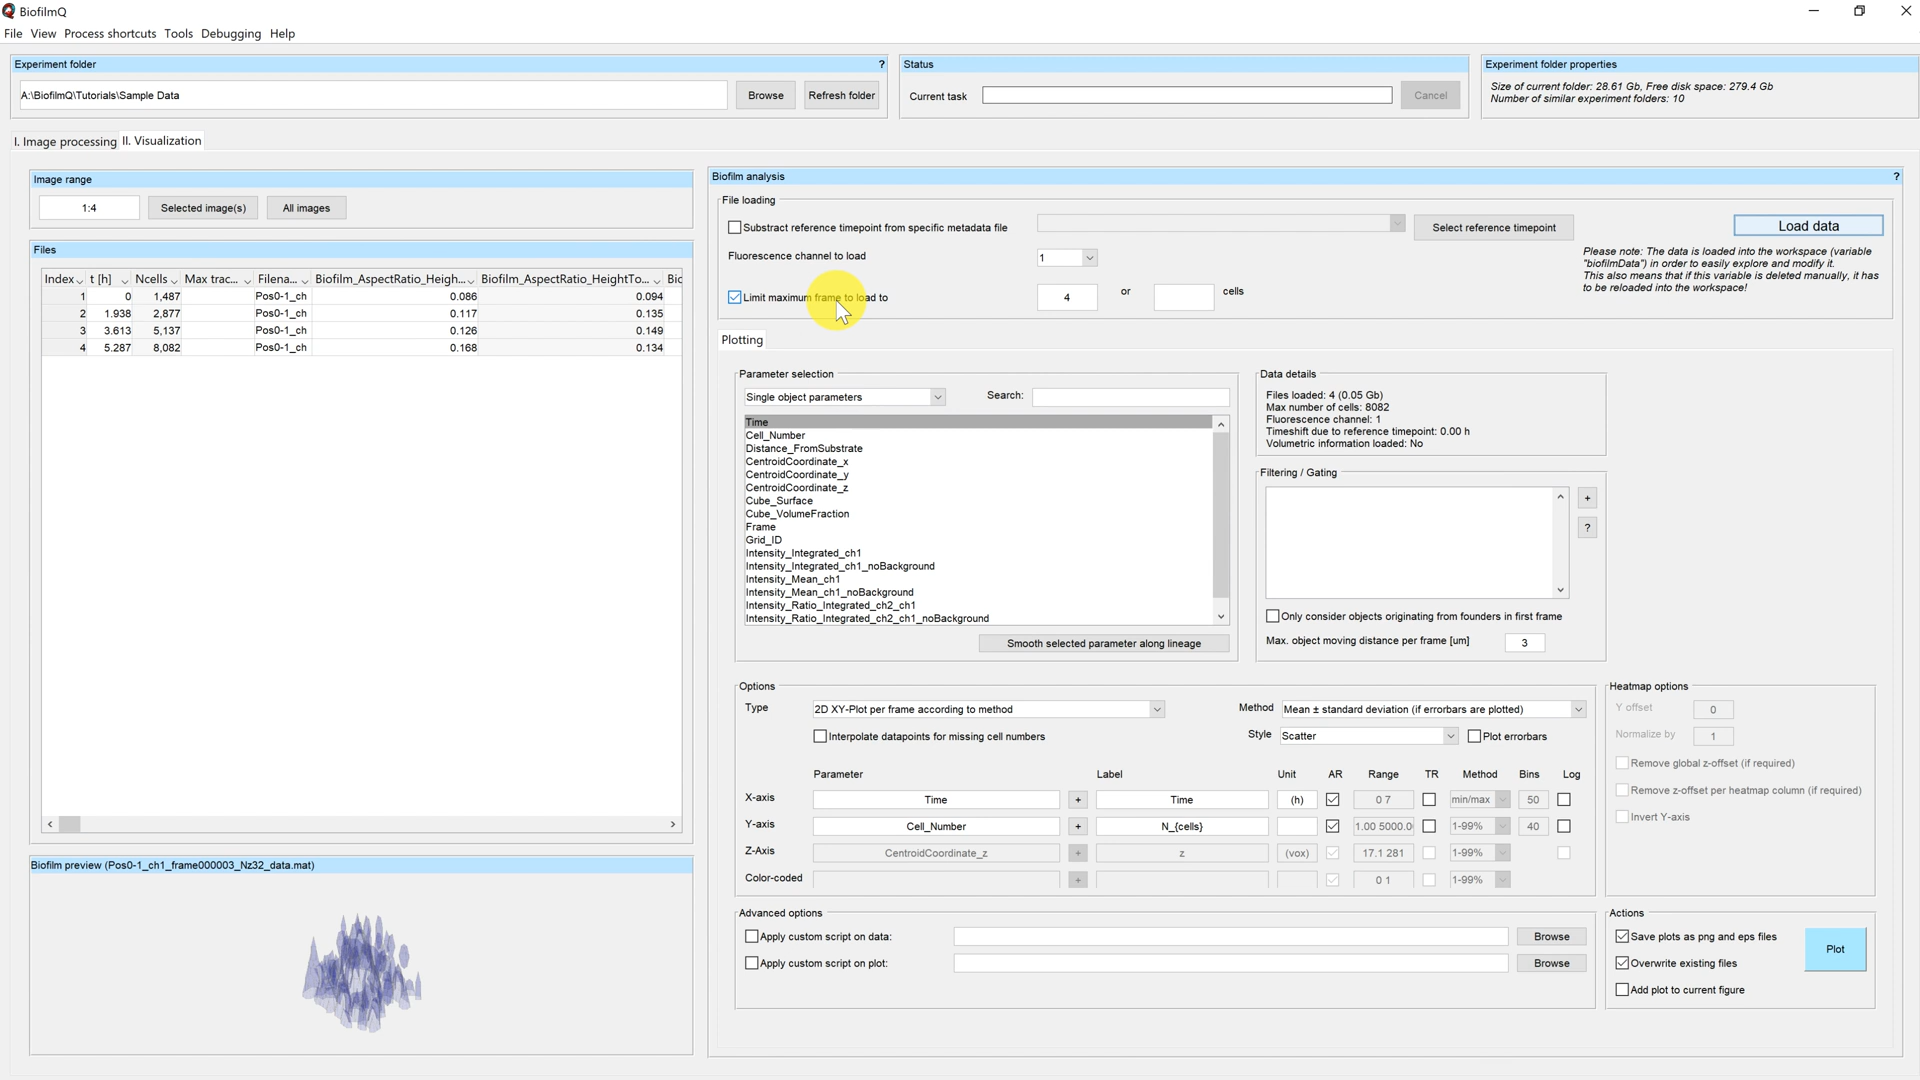 BiofilmQ
File View Process shortcuts Tools Debugging Help
Experiment folder ?
A:\BiofilmQ\Tutorials\Sample Data Browse Refresh folder
Status
Current task Cancel
Experiment folder properties
Size of current folder: 28.61 Gb, Free disk space: 279.4 Gb
Number of similar experiment folders: 10
I. Image processing II. Visualization
Image range
1:4 Selected image(s) All images
Files
Index t [h] Ncells Max trac... Filena... Biofilm_AspectRatio_Heigh... Biofilm_AspectRatio_HeightTo... Bic
1 0 1,487 Pos0-1_ch 0.086 0.094
2 1.938 2,877 Pos0-1_ch 0.117 0.135
3 3.613 5,137 Pos0-1_ch 0.126 0.149
4 5.287 8,082 Pos0-1_ch 0.168 0.134
Biofilm preview (Pos0-1_ch1_frame000003_Nz32_data.mat)
Biofilm analysis ?
File loading
Substract reference timepoint from specific metadata file Select reference timepoint Load data
Fluorescence channel to load 1
Limit maximum frame to load to 4 or cells
Please note: The data is loaded into the workspace (variable
"biofilmData") in order to easily explore and modify it.
This also means that if this variable is deleted manually, it has
to be reloaded into the workspace!
Plotting
Parameter selection
Single object parameters Search:
Time
Cell_Number
Distance_FromSubstrate
CentroidCoordinate_x
CentroidCoordinate_y
CentroidCoordinate_z
Cube_Surface
Cube_VolumeFraction
Frame
Grid_ID
Intensity_Integrated_ch1
Intensity_Integrated_ch1_noBackground
Intensity_Mean_ch1
Intensity_Mean_ch1_noBackground
Intensity_Ratio_Integrated_ch2_ch1
Intensity_Ratio_Integrated_ch2_ch1_noBackground
Smooth selected parameter along lineage
Data details
Files loaded: 4 (0.05 Gb)
Max number of cells: 8082
Fluorescence channel: 1
Timeshift due to reference timepoint: 0.00 h
Volumetric information loaded: No
Filtering / Gating
+
?
Only consider objects originating from founders in first frame
Max. object moving distance per frame [um] 3
Options
Type 2D XY-Plot per frame according to method Method Mean ± standard deviation (if errorbars are plotted)
Interpolate datapoints for missing cell numbers Style Scatter Plot errorbars
Parameter Label Unit AR Range TR Method Bins Log
X-axis Time + Time (h) 0 7 min/max 50
Y-axis Cell_Number + N_{cells} 1.00 5000.0 1-99% 40
Z-Axis CentroidCoordinate_z + z (vox) 17.1 281 1-99%
Color-coded + 0 1 1-99%
Heatmap options
Y offset 0
Normalize by 1
Remove global z-offset (if required)
Remove z-offset per heatmap column (if required)
Invert Y-axis
Advanced options
Apply custom script on data: Browse
Apply custom script on plot: Browse
Actions
Save plots as png and eps files
Overwrite existing files
Add plot to current figure
Plot